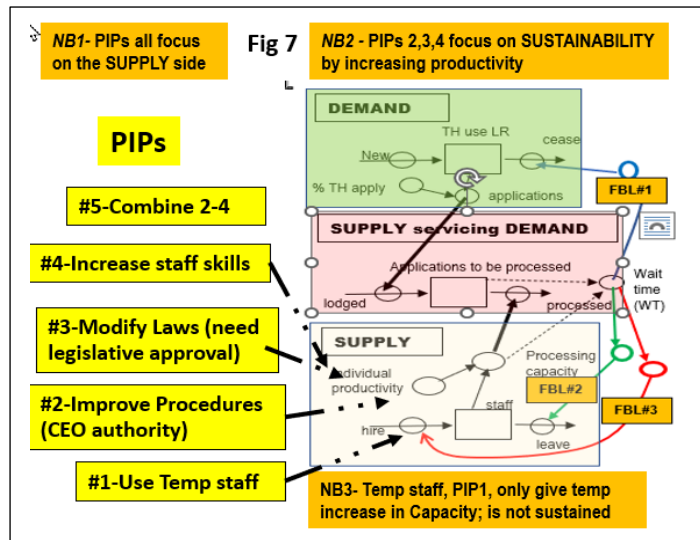 NB1- PIPs all focus
on the SUPPLY side
Fig 7
NB2 - PIPs 2,3,4 focus on SUSTAINABILITY
by increasing productivity
DEMAND
TH use LR
New
cease
% TH apply
applications
FBL#1
PIPs
#5-Combine 2-4
#4-Increase staff skills
#3-Modify Laws (need
legislative approval)
#2-Improve Procedures
(CEO authority)
#1-Use Temp staff
SUPPLY servicing DEMAND
Applications to be processed
lodged
processed
Wait
time
(WT)
SUPPLY
individual
productivity
Processing
capacity
FBL#2
FBL#3
staff
hire
leave
NB3- Temp staff, PIP1, only give temp
increase in Capacity; is not sustained